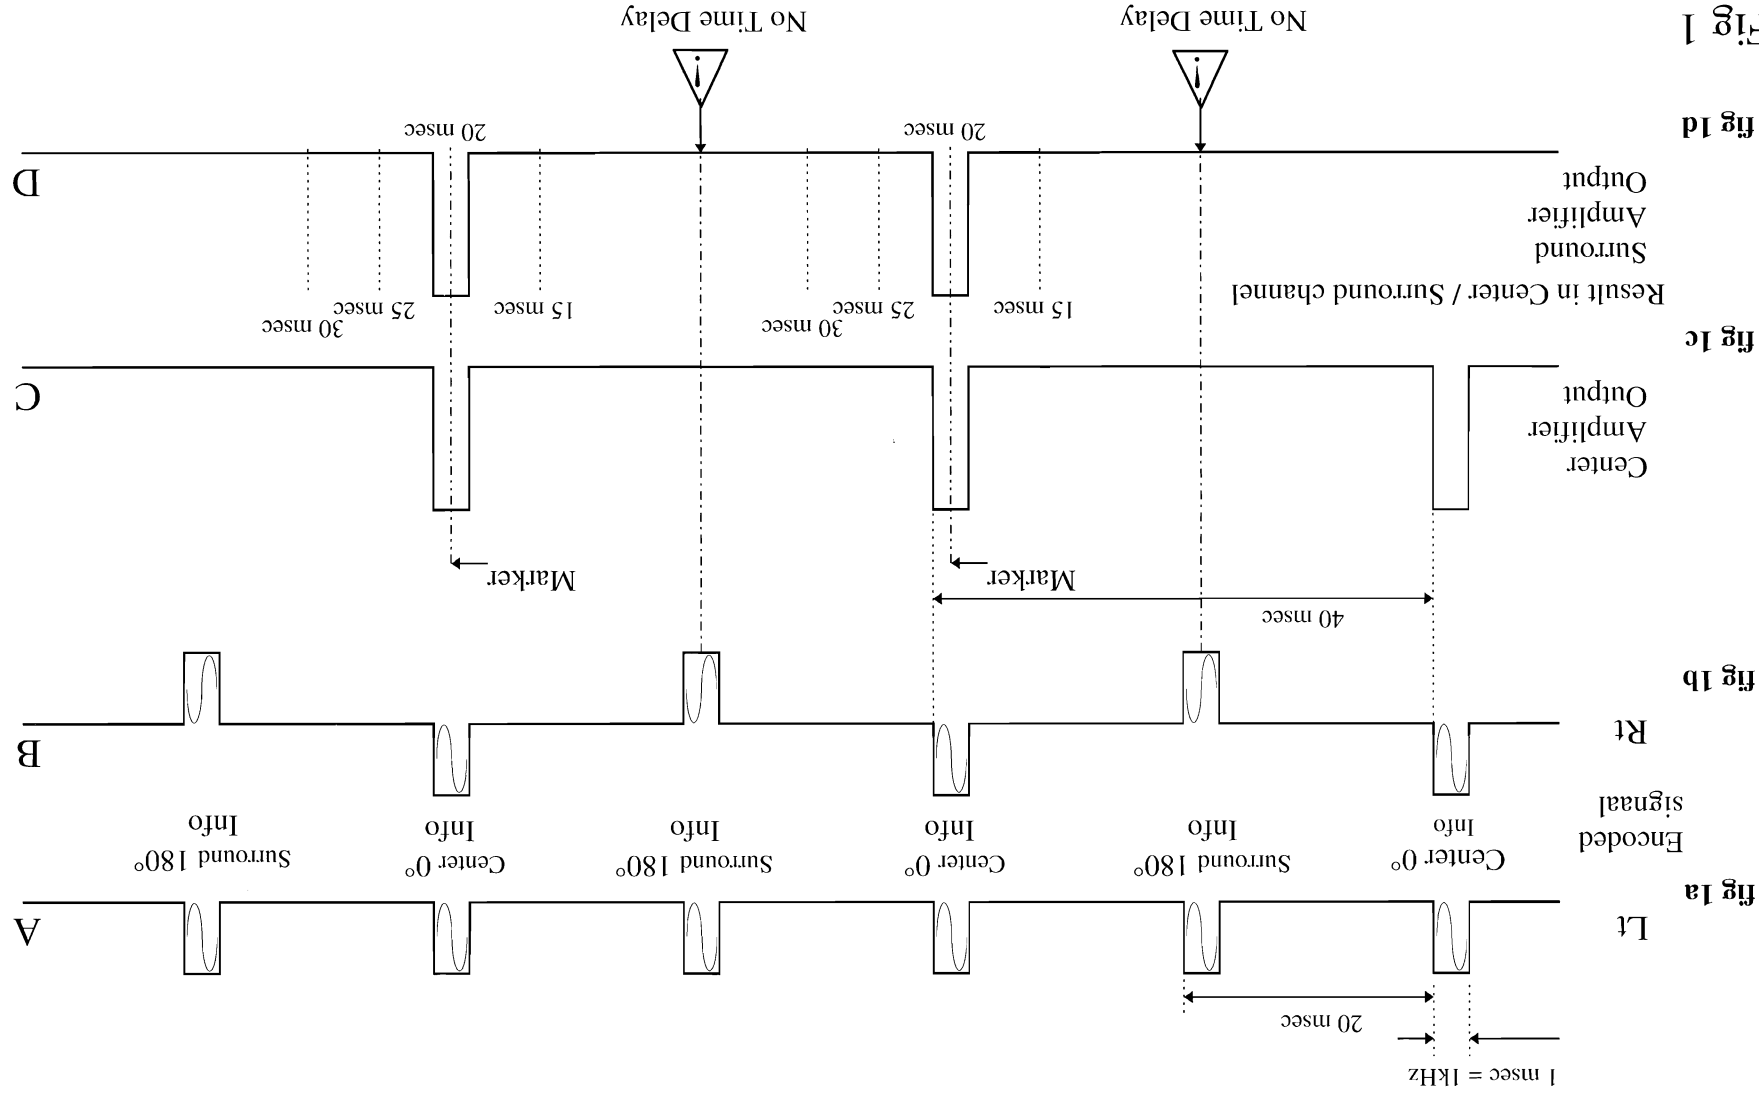 1 msec = 1kHz
20 msec
Lt
A
fig 1a
Encoded
signaal
Center 0°
Info
Surround 180°
Info
Center 0°
Info
Surround 180°
Info
Center 0°
Info
Surround 180°
Info
Rt
B
fig 1b
40 msec
Marker
Marker
Center
Amplifier
Output
C
fig 1c
Result in Center / Surround channel
15 msec
25 msec
30 msec
15 msec
25 msec
30 msec
Surround
Amplifier
Output
D
fig 1d
20 msec
20 msec
!
!
Fig 1
No Time Delay
No Time Delay